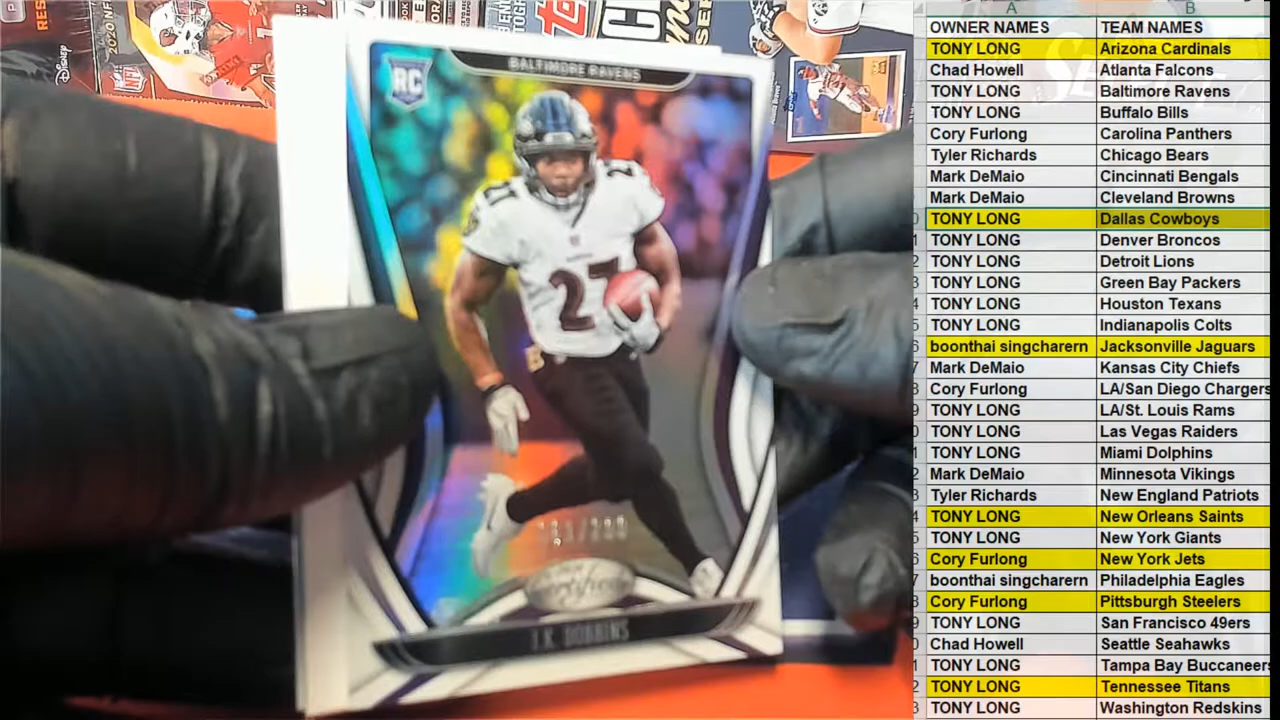 BALTIMORE RAVENS
RC
27
Certified
J.K. DOBBINS
Disney
2020 NFL
A B
OWNER NAMES TEAM NAMES
TONY LONG Arizona Cardinals
Chad Howell Atlanta Falcons
TONY LONG Baltimore Ravens
TONY LONG Buffalo Bills
Cory Furlong Carolina Panthers
Tyler Richards Chicago Bears
Mark DeMaio Cincinnati Bengals
Mark DeMaio Cleveland Browns
TONY LONG Dallas Cowboys
TONY LONG Denver Broncos
TONY LONG Detroit Lions
TONY LONG Green Bay Packers
TONY LONG Houston Texans
TONY LONG Indianapolis Colts
boonthai singcharern Jacksonville Jaguars
Mark DeMaio Kansas City Chiefs
Cory Furlong LA/San Diego Chargers
TONY LONG LA/St. Louis Rams
TONY LONG Las Vegas Raiders
TONY LONG Miami Dolphins
Mark DeMaio Minnesota Vikings
Tyler Richards New England Patriots
TONY LONG New Orleans Saints
TONY LONG New York Giants
Cory Furlong New York Jets
boonthai singcharern Philadelphia Eagles
Cory Furlong Pittsburgh Steelers
TONY LONG San Francisco 49ers
Chad Howell Seattle Seahawks
TONY LONG Tampa Bay Buccaneers
TONY LONG Tennessee Titans
TONY LONG Washington Redskins